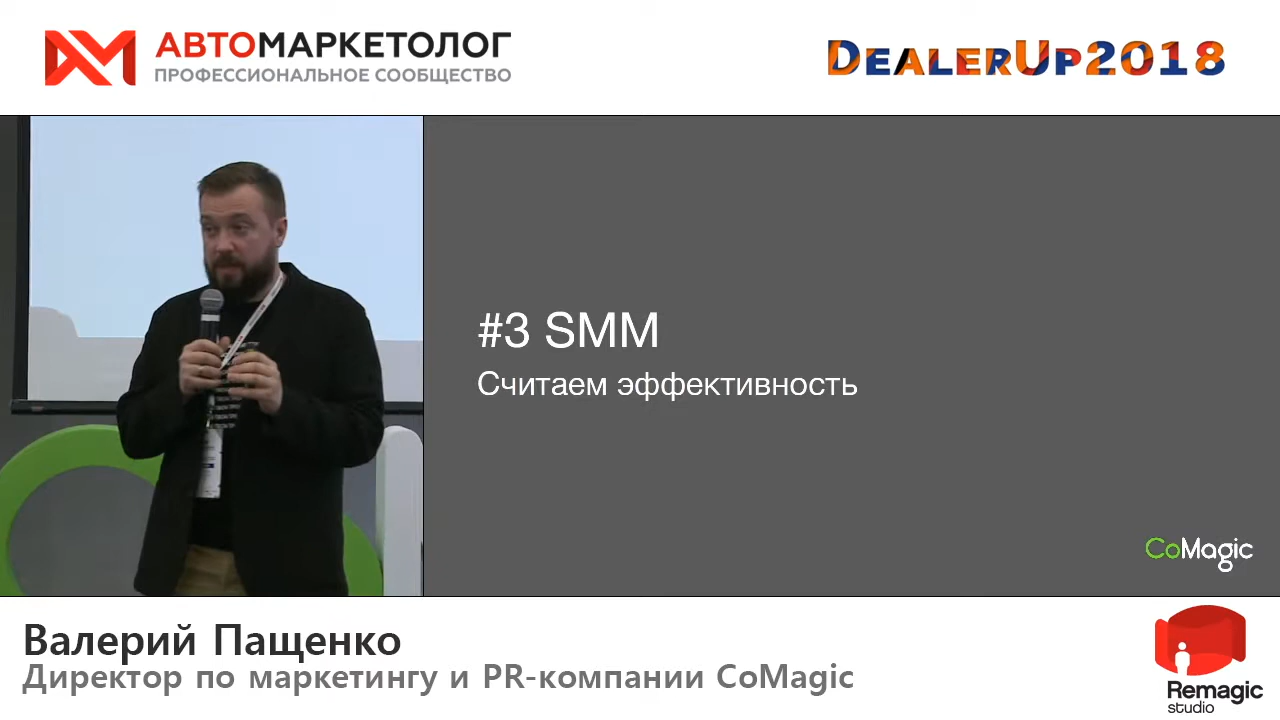 АВТОМАРКЕТОЛОГ
ПРОФЕССИОНАЛЬНОЕ СООБЩЕСТВО
DEALERUP2018
#3 SMM
Считаем эффективность
CoMagic
Валерий Пащенко
Директор по маркетингу и PR-компании CoMagic
Remagic
studio